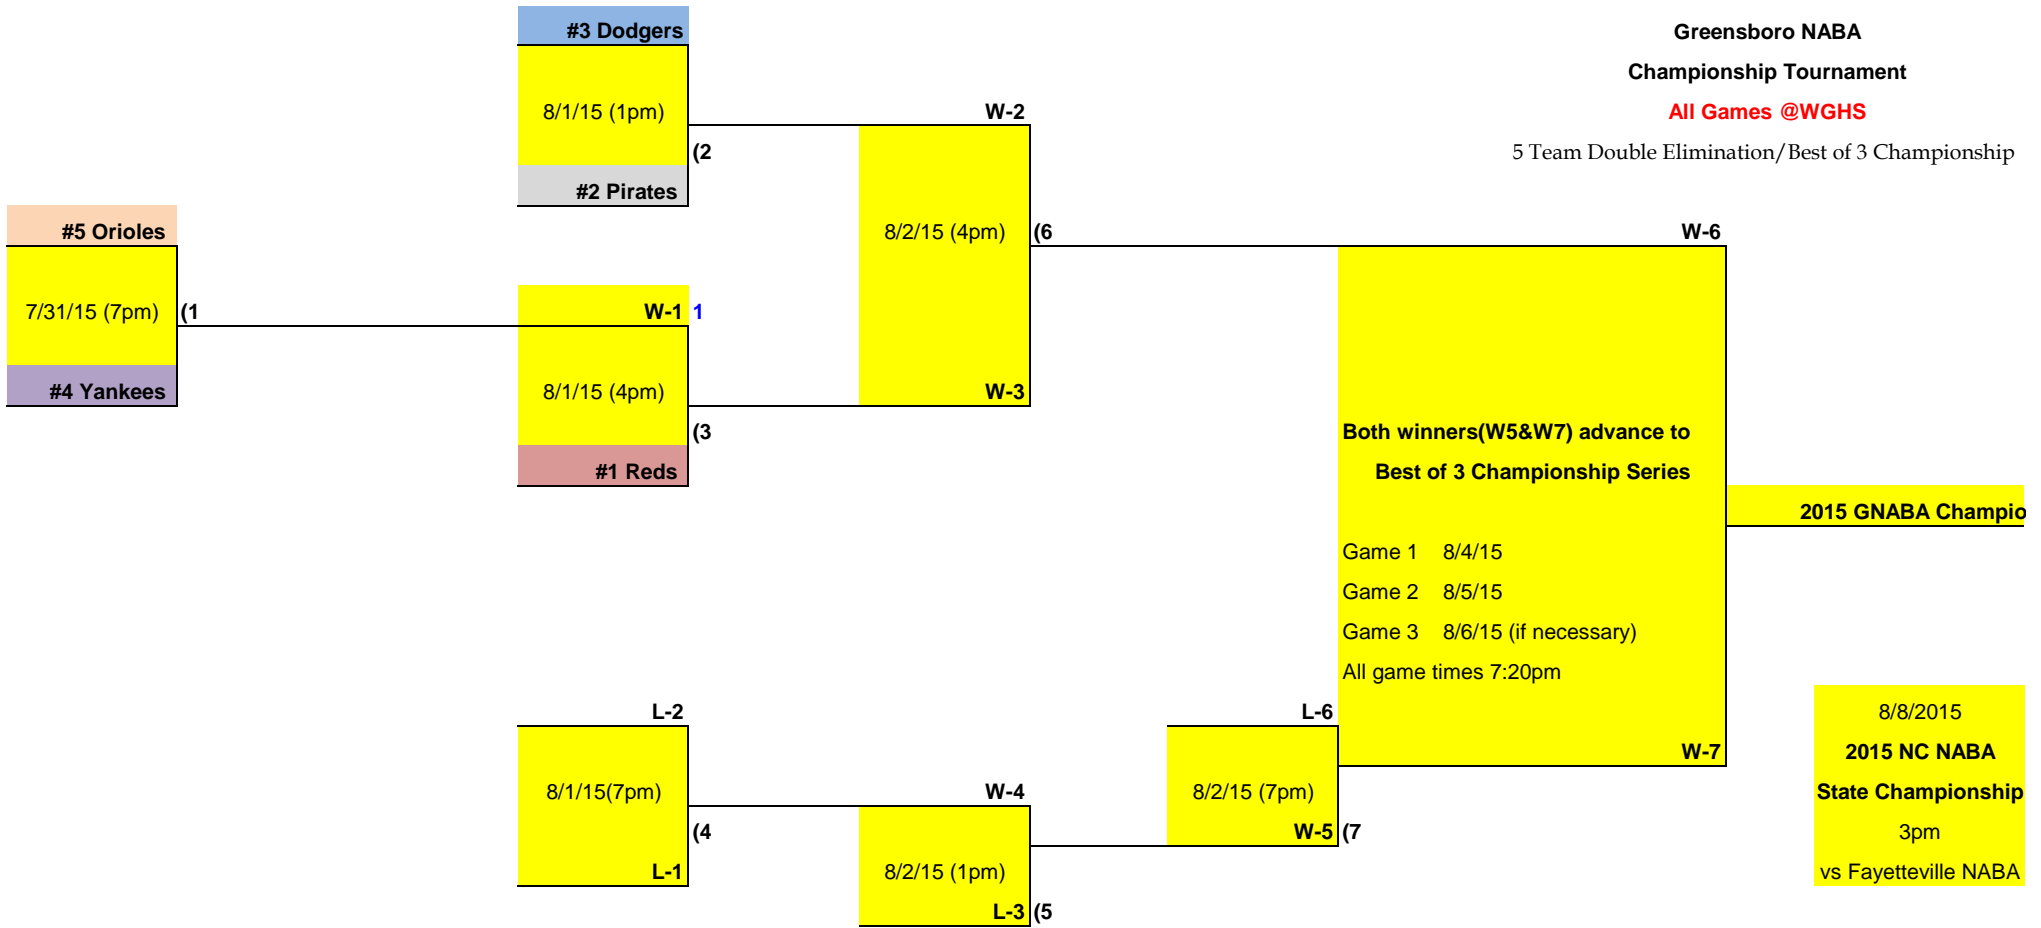 #3 Dodgers
Greensboro NABA
Championship Tournament
8/1/15 (1pm)
W-2
All Games @WGHS
(2
5 Team Double Elimination/Best of 3 Championship
#2 Pirates
#5 Orioles
8/2/15 (4pm)
(6
W-6
7/31/15 (7pm)
(1
W-1
1
#4 Yankees
8/1/15 (4pm)
W-3
(3
Both winners(W5&W7) advance to
#1 Reds
Best of 3 Championship Series
2015 GNABA Champio
Game 1 8/4/15
Game 2 8/5/15
Game 3 8/6/15 (if necessary)
All game times 7:20pm
L-2
L-6
8/8/2015
W-7
2015 NC NABA
8/1/15(7pm)
W-4
8/2/15 (7pm)
State Championship
(4
W-5
(7
3pm
L-1
8/2/15 (1pm)
vs Fayetteville NABA
L-3
(5